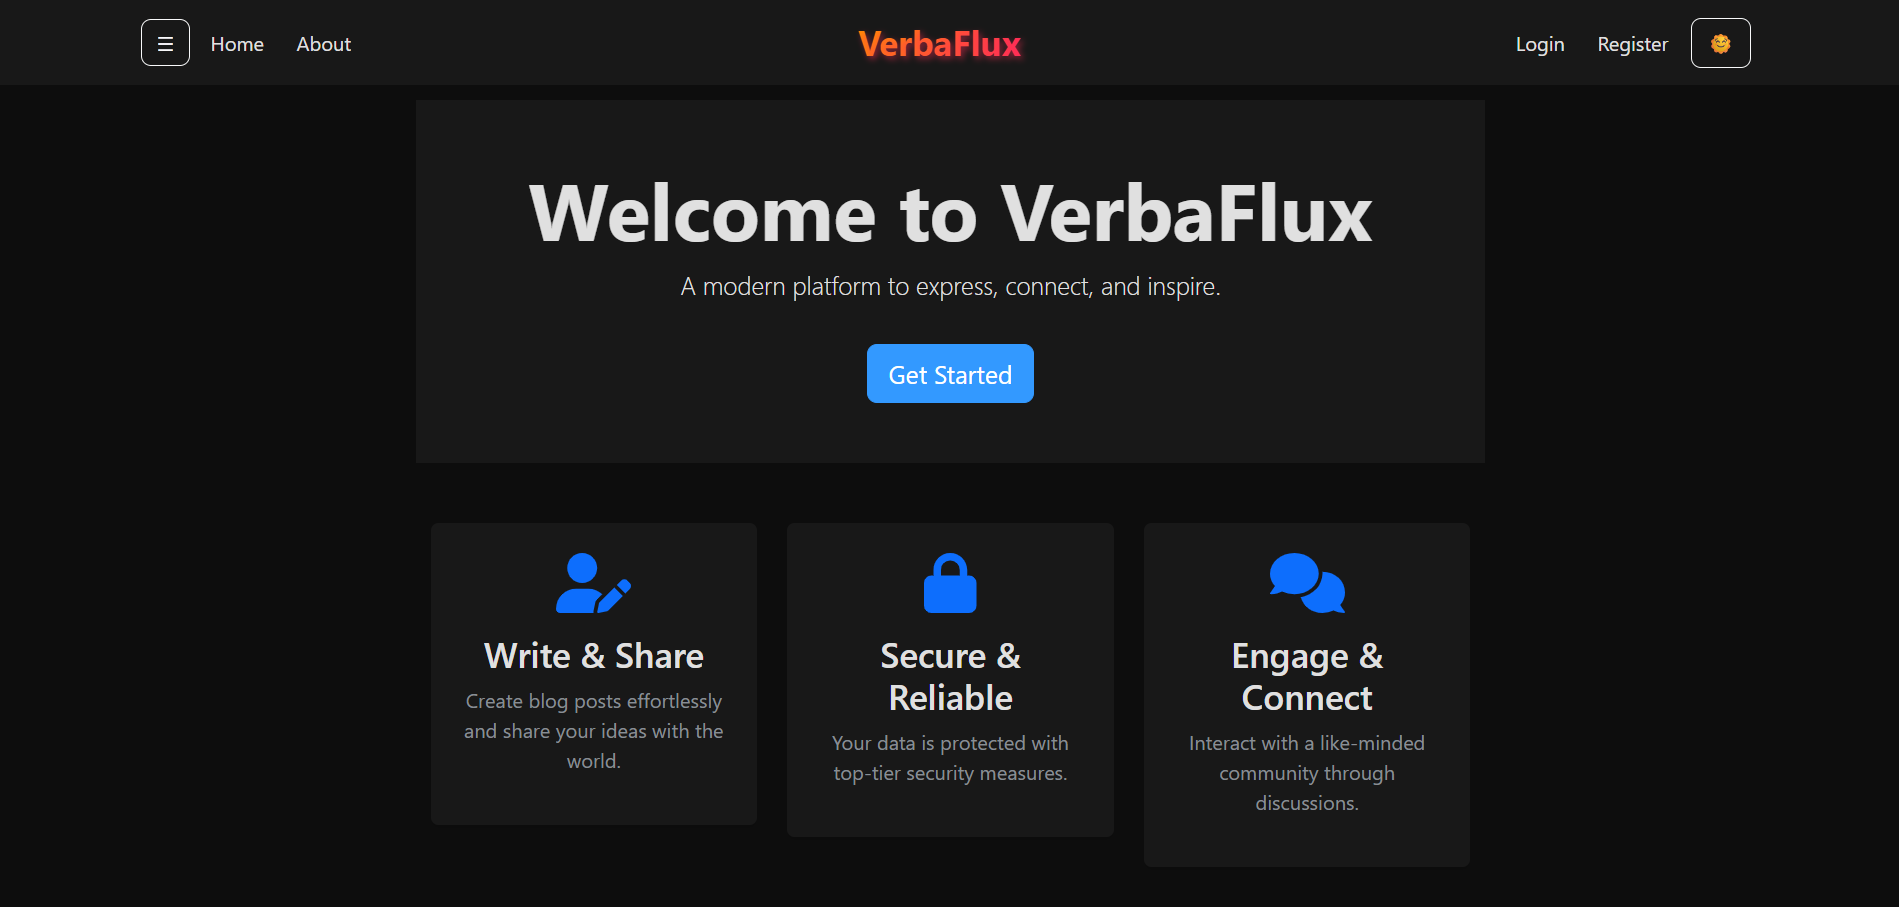 ☰ Home About VerbaFlux Login Register 🌞
Welcome to VerbaFlux
A modern platform to express, connect, and inspire.
Get Started
Write & Share
Create blog posts effortlessly
and share your ideas with the
world.
Secure &
Reliable
Your data is protected with
top-tier security measures.
Engage &
Connect
Interact with a like-minded
community through
discussions.